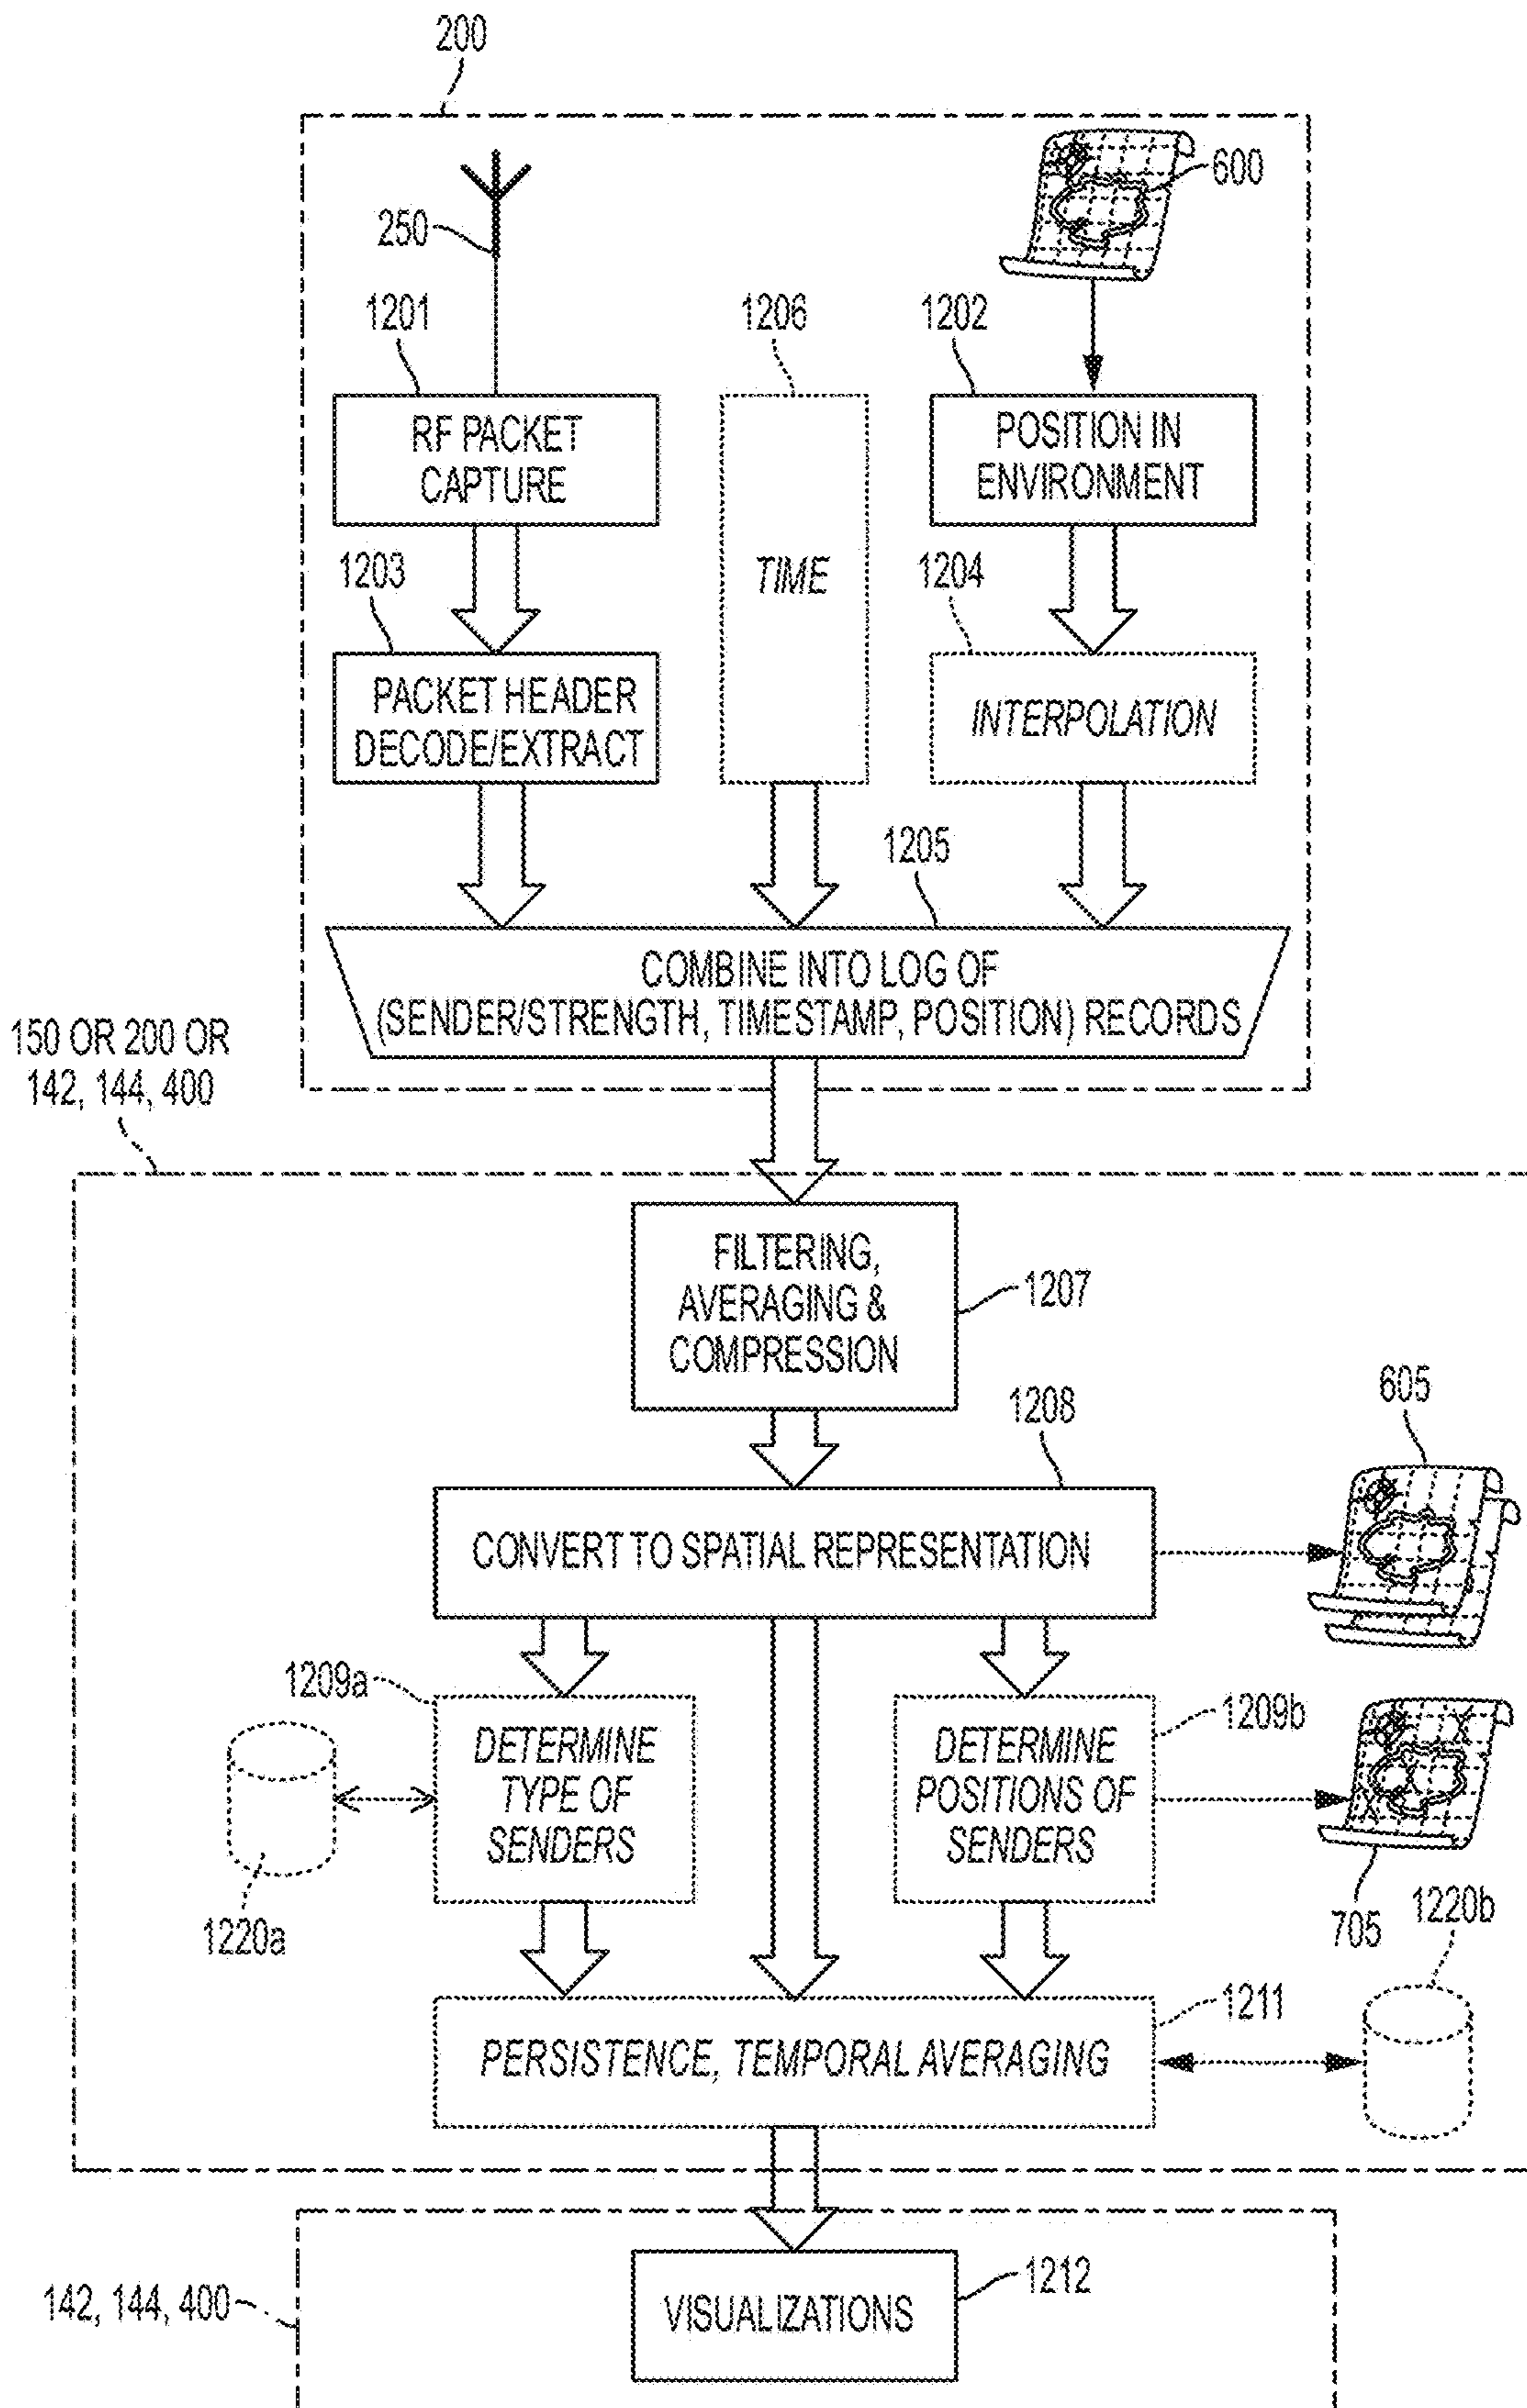 200
600
250
1201
1206
1202
RF PACKET
CAPTURE
POSITION IN
ENVIRONMENT
1203
TIME
1204
PACKET HEADER
DECODE/EXTRACT
INTERPOLATION
1205
COMBINE INTO LOG OF
(SENDER/STRENGTH, TIMESTAMP, POSITION) RECORDS
150 OR 200 OR
142, 144, 400
FILTERING,
AVERAGING &
COMPRESSION
1207
1208
605
CONVERT TO SPATIAL REPRESENTATION
1209a
1209b
DETERMINE
TYPE OF
SENDERS
DETERMINE
POSITIONS OF
SENDERS
1220a
705
1220b
1211
PERSISTENCE, TEMPORAL AVERAGING
142, 144, 400
VISUALIZATIONS
1212